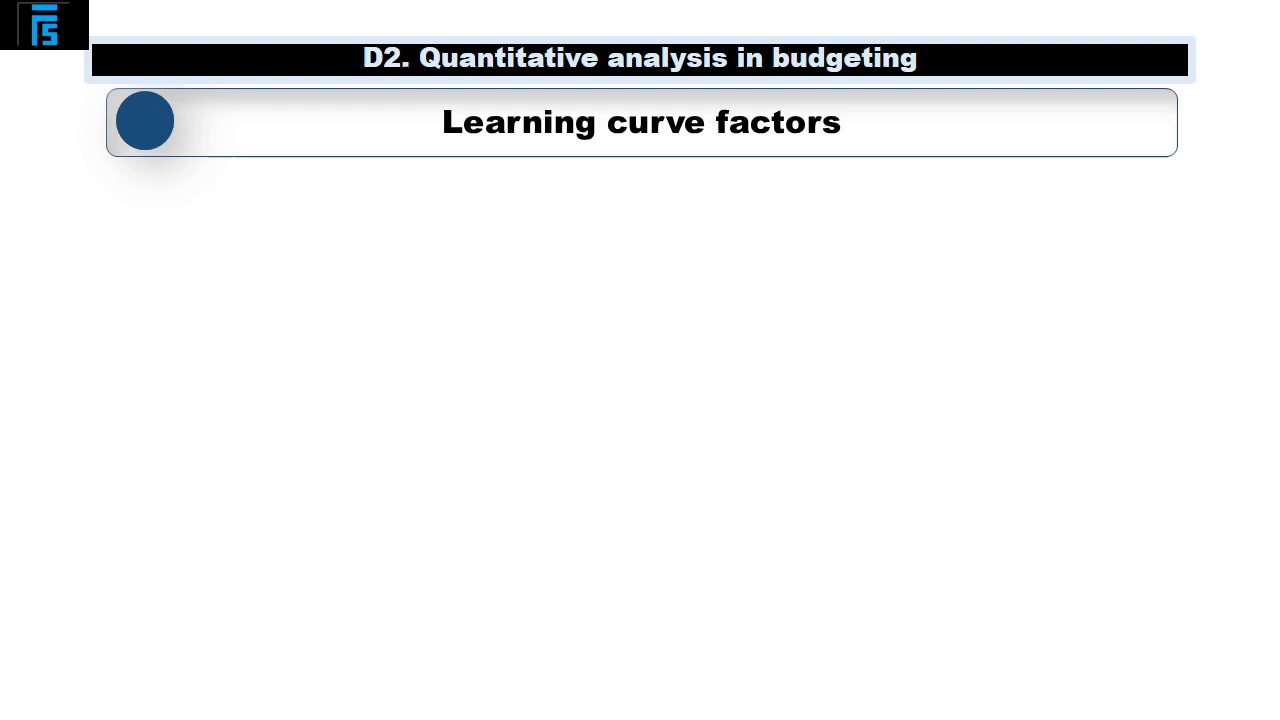 D2. Quantitative analysis in budgeting
Learning curve factors